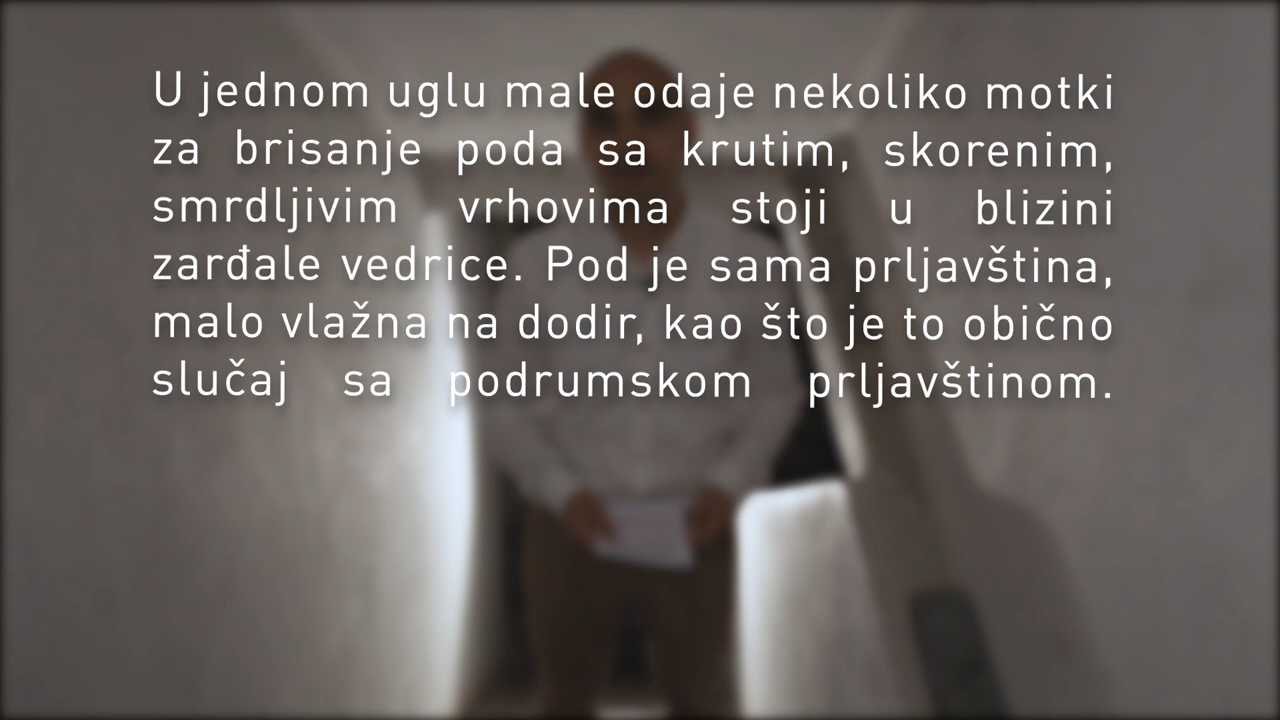 U jednom uglu male odaje nekoliko motki
za brisanje poda sa krutim, skorenim,
smrdljivim vrhovima stoji u blizini
zarđale vedrice. Pod je sama prljavština,
malo vlažna na dodir, kao što je to obično
slučaj sa podrumskom prljavštinom.